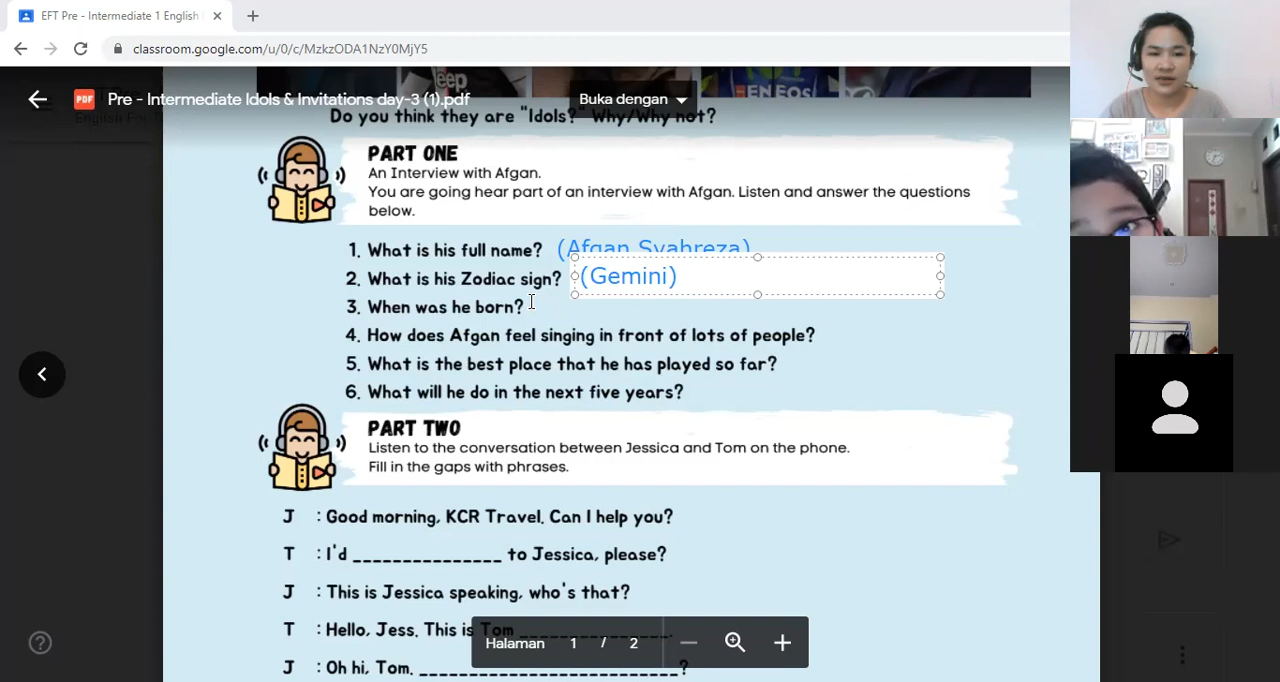 EFT Pre - Intermediate 1 English
classroom.google.com/u/0/c/MzkzODA1NzY0MjY5
Jeep
ENEOS
PDF Pre - Intermediate Idols & Invitations day-3 (1).pdf
Buka dengan
Do you think they are "Idols?" Why/Why not?
PART ONE
An Interview with Afgan.
You are going hear part of an interview with Afgan. Listen and answer the questions
below.
1. What is his full name? (Afgan Syahreza)
2. What is his Zodiac sign? (Gemini)
3. When was he born?
4. How does Afgan feel singing in front of lots of people?
5. What is the best place that he has played so far?
6. What will he do in the next five years?
PART TWO
Listen to the conversation between Jessica and Tom on the phone.
Fill in the gaps with phrases.
J : Good morning, KCR Travel. Can I help you?
T : I'd _______________ to Jessica, please?
J : This is Jessica speaking, who's that?
T : Hello, Jess. This is Tom _______________.
J : Oh hi, Tom. __________________________?
Halaman 1 / 2